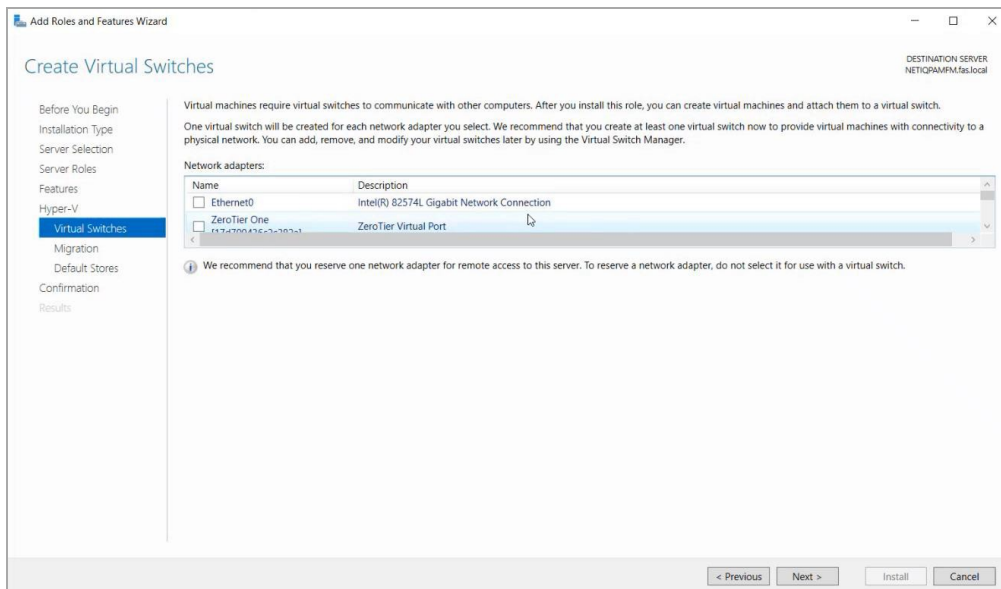 Add Roles and Features Wizard
Create Virtual Switches
DESTINATION SERVER
NETIQPAMFM.fas.local
Before You Begin
Installation Type
Server Selection
Server Roles
Features
Hyper-V
Virtual Switches
Migration
Default Stores
Confirmation
Results
Virtual machines require virtual switches to communicate with other computers. After you install this role, you can create virtual machines and attach them to a virtual switch.
One virtual switch will be created for each network adapter you select. We recommend that you create at least one virtual switch now to provide virtual machines with connectivity to a
physical network. You can add, remove, and modify your virtual switches later by using the Virtual Switch Manager.
Network adapters:
Name Description
Ethernet0 Intel(R) 82574L Gigabit Network Connection
ZeroTier One ZeroTier Virtual Port
We recommend that you reserve one network adapter for remote access to this server. To reserve a network adapter, do not select it for use with a virtual switch.
< Previous Next > Install Cancel